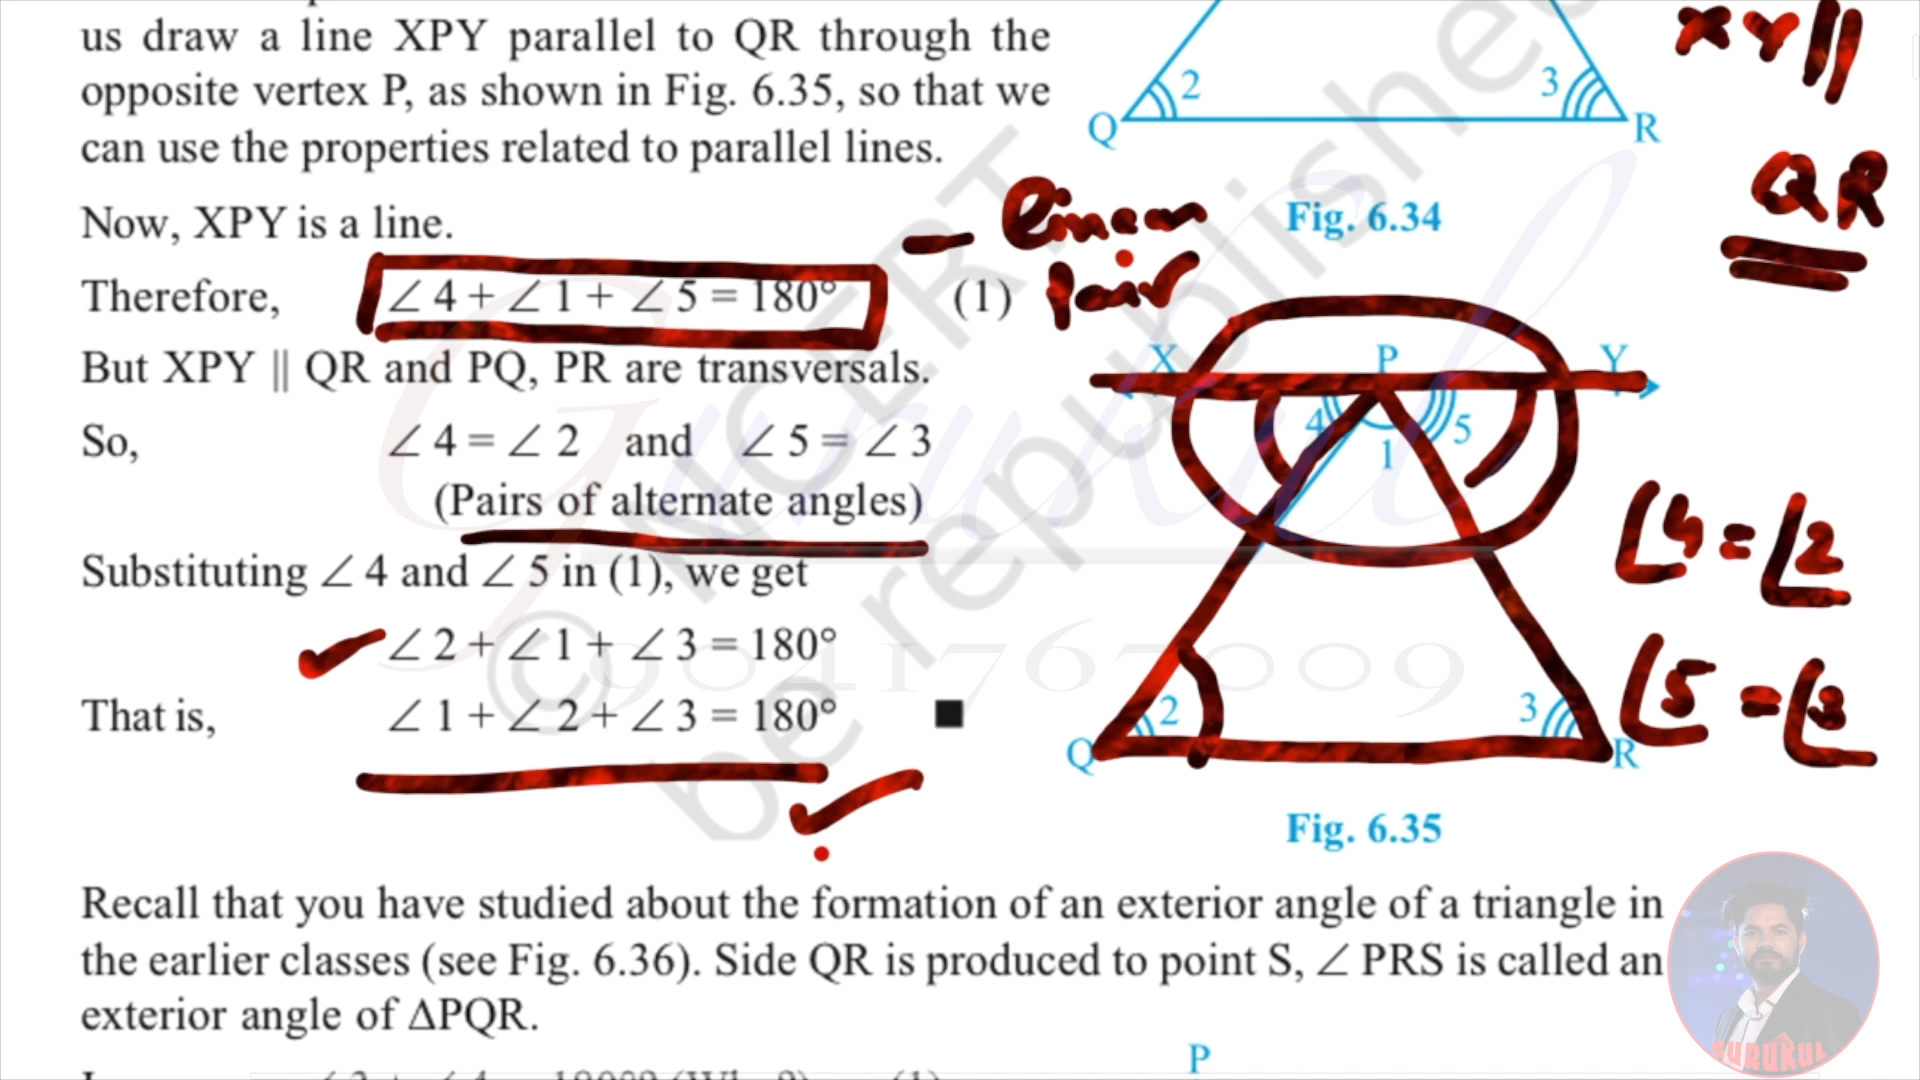 us draw a line XPY parallel to QR through the
opposite vertex P, as shown in Fig. 6.35, so that we
can use the properties related to parallel lines.
2
3
Q
R
Fig. 6.34
XY ||
QR
Now, XPY is a line.
Therefore, ∠ 4 + ∠ 1 + ∠ 5 = 180° (1)
linear
pair
But XPY || QR and PQ, PR are transversals.
So, ∠ 4 = ∠ 2 and ∠ 5 = ∠ 3
(Pairs of alternate angles)
Substituting ∠ 4 and ∠ 5 in (1), we get
∠ 2 + ∠ 1 + ∠ 3 = 180°
That is, ∠ 1 + ∠ 2 + ∠ 3 = 180° ■
X P Y
4 5
1
2 3
Q R
Fig. 6.35
∠4 = ∠2
∠5 = ∠3
Recall that you have studied about the formation of an exterior angle of a triangle in
the earlier classes (see Fig. 6.36). Side QR is produced to point S, ∠ PRS is called an
exterior angle of ΔPQR.
P
© NCERT
be republished
Gurukul
9041767009
GURUKUL